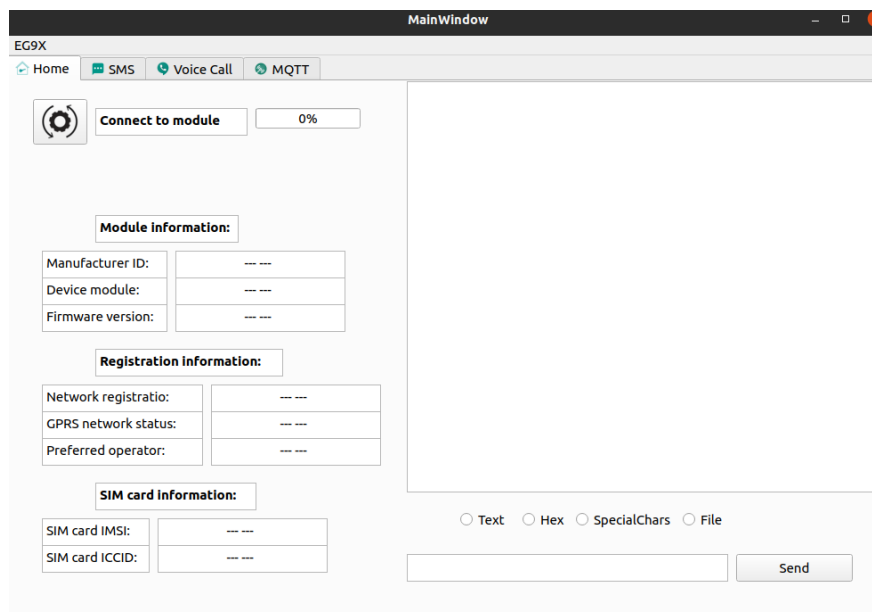 MainWindow
EG9X
Home SMS Voice Call MQTT
Connect to module 0%
Module information:
Manufacturer ID: --- ---
Device module: --- ---
Firmware version: --- ---
Registration information:
Network registratio: --- ---
GPRS network status: --- ---
Preferred operator: --- ---
SIM card information:
SIM card IMSI: --- ---
SIM card ICCID: --- ---
Text Hex SpecialChars File
Send